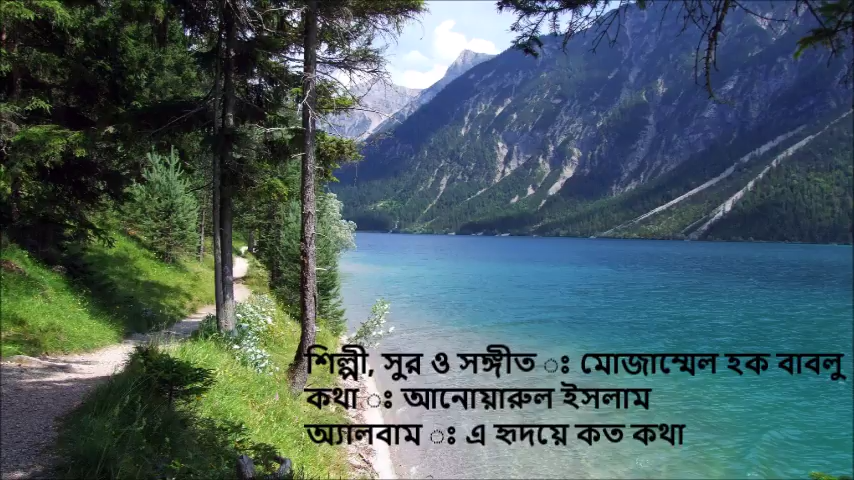 শিল্পী, সুর ও সঙ্গীত ঃ মোজাম্মেল হক বাবলু
কথা ঃ আনোয়ারুল ইসলাম
অ্যালবাম ঃ এ হৃদয়ে কত কথা